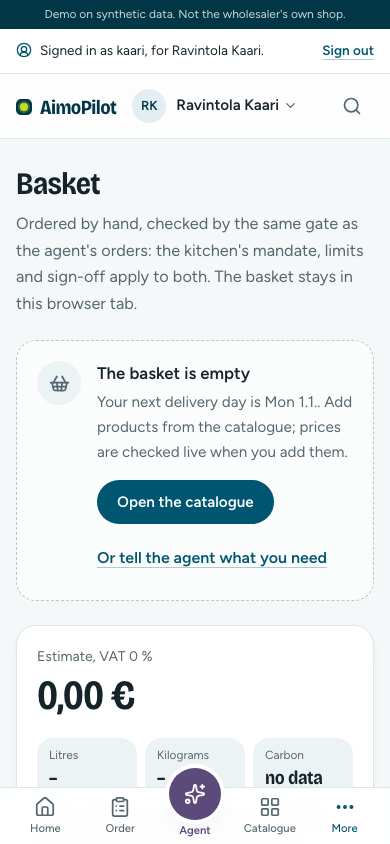 Demo on synthetic data. Not the wholesaler's own shop.
Signed in as kaari, for Ravintola Kaari.
Sign out
AimoPilot
RK
Ravintola Kaari
Basket
Ordered by hand, checked by the same gate as
the agent's orders: the kitchen's mandate, limits
and sign-off apply to both. The basket stays in
this browser tab.
The basket is empty
Your next delivery day is Mon 1.1.. Add
products from the catalogue; prices
are checked live when you add them.
Open the catalogue
Or tell the agent what you need
Estimate, VAT 0 %
0,00 €
Litres
–
Kilograms
–
Carbon
no data
Home
Order
Agent
Catalogue
More